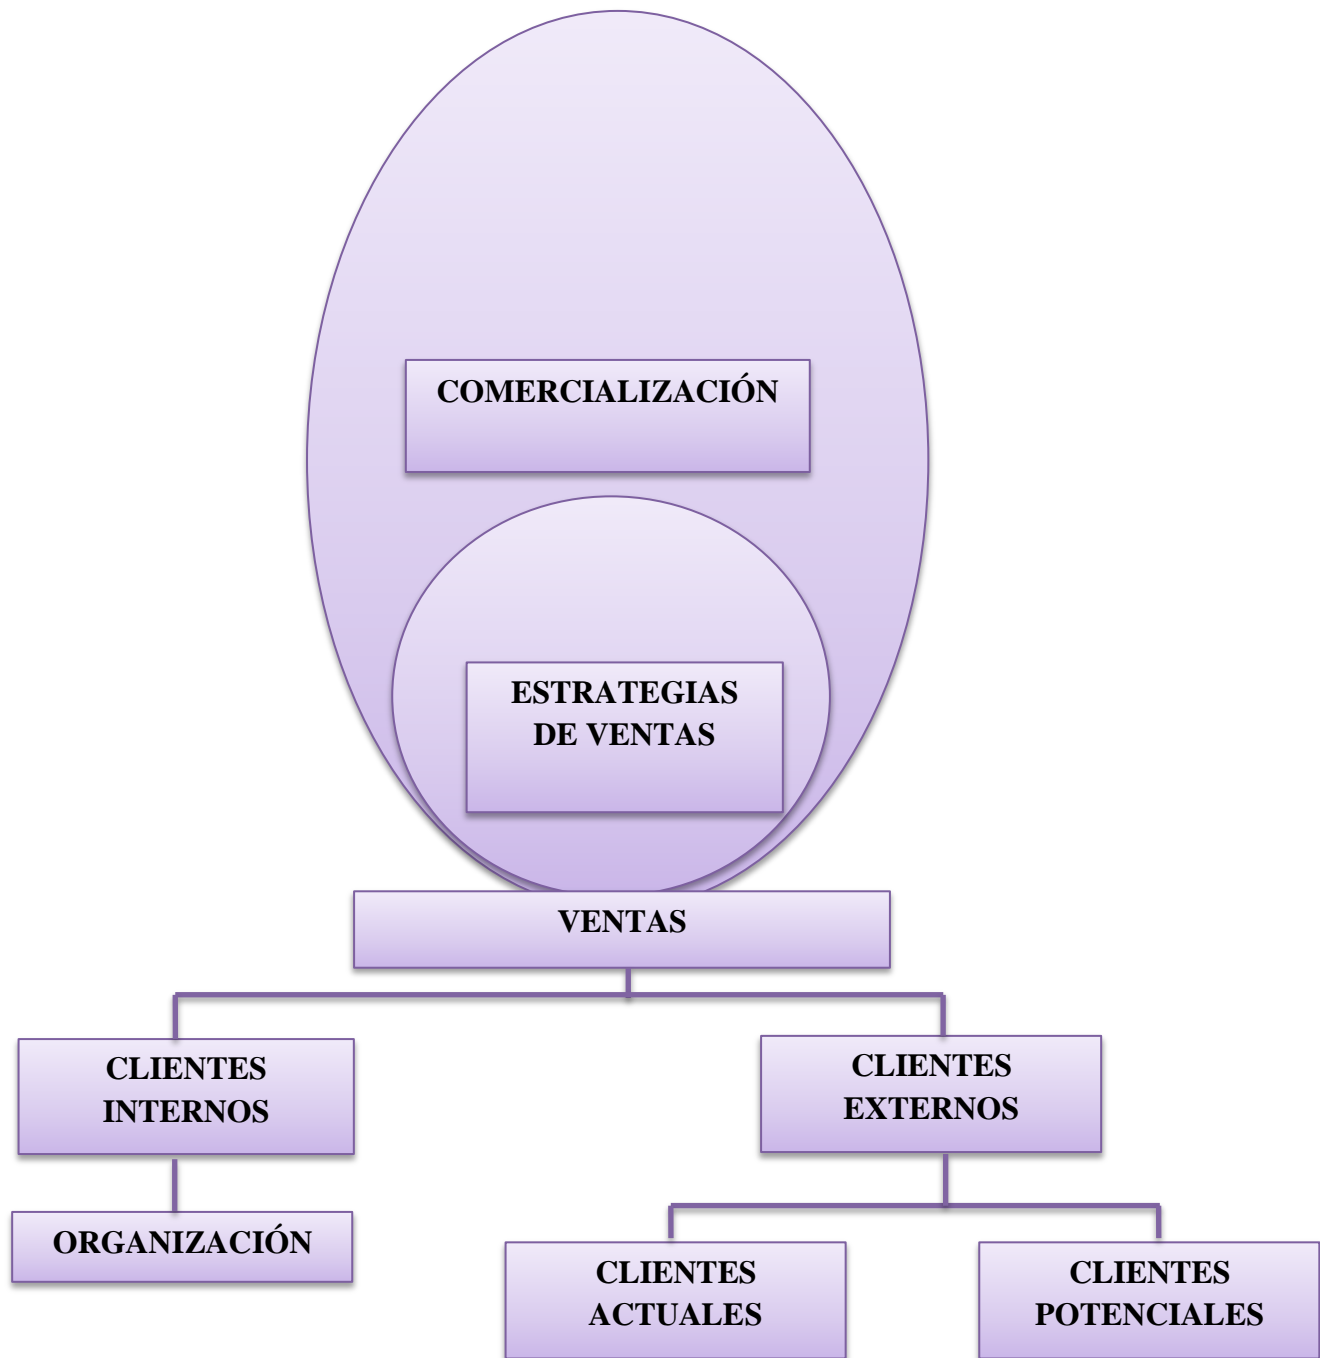 COMERCIALIZACIÓN
ESTRATEGIAS
DE VENTAS
VENTAS
CLIENTES
INTERNOS
CLIENTES
EXTERNOS
ORGANIZACIÓN
CLIENTES
ACTUALES
CLIENTES
POTENCIALES